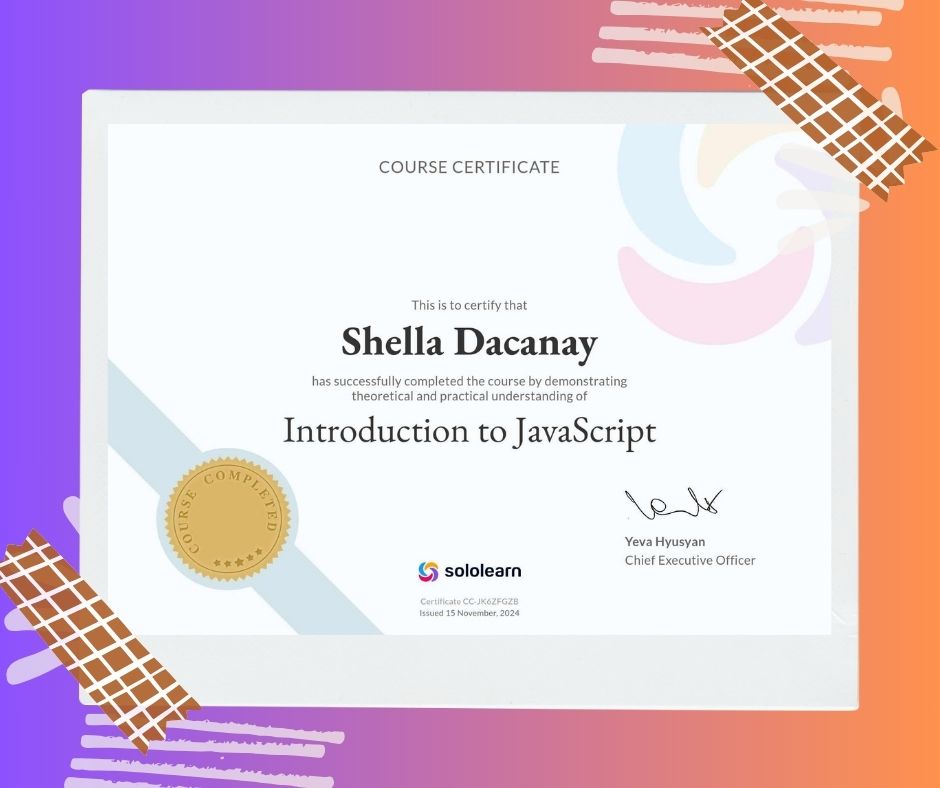 COURSE CERTIFICATE
This is to certify that
Shella Dacanay
has successfully completed the course by demonstrating
theoretical and practical understanding of
Introduction to JavaScript
COURSE COMPLETED
Yeva Hyusyan
Chief Executive Officer
sololearn
Certificate CC-JK6ZFGZB
Issued 15 November, 2024